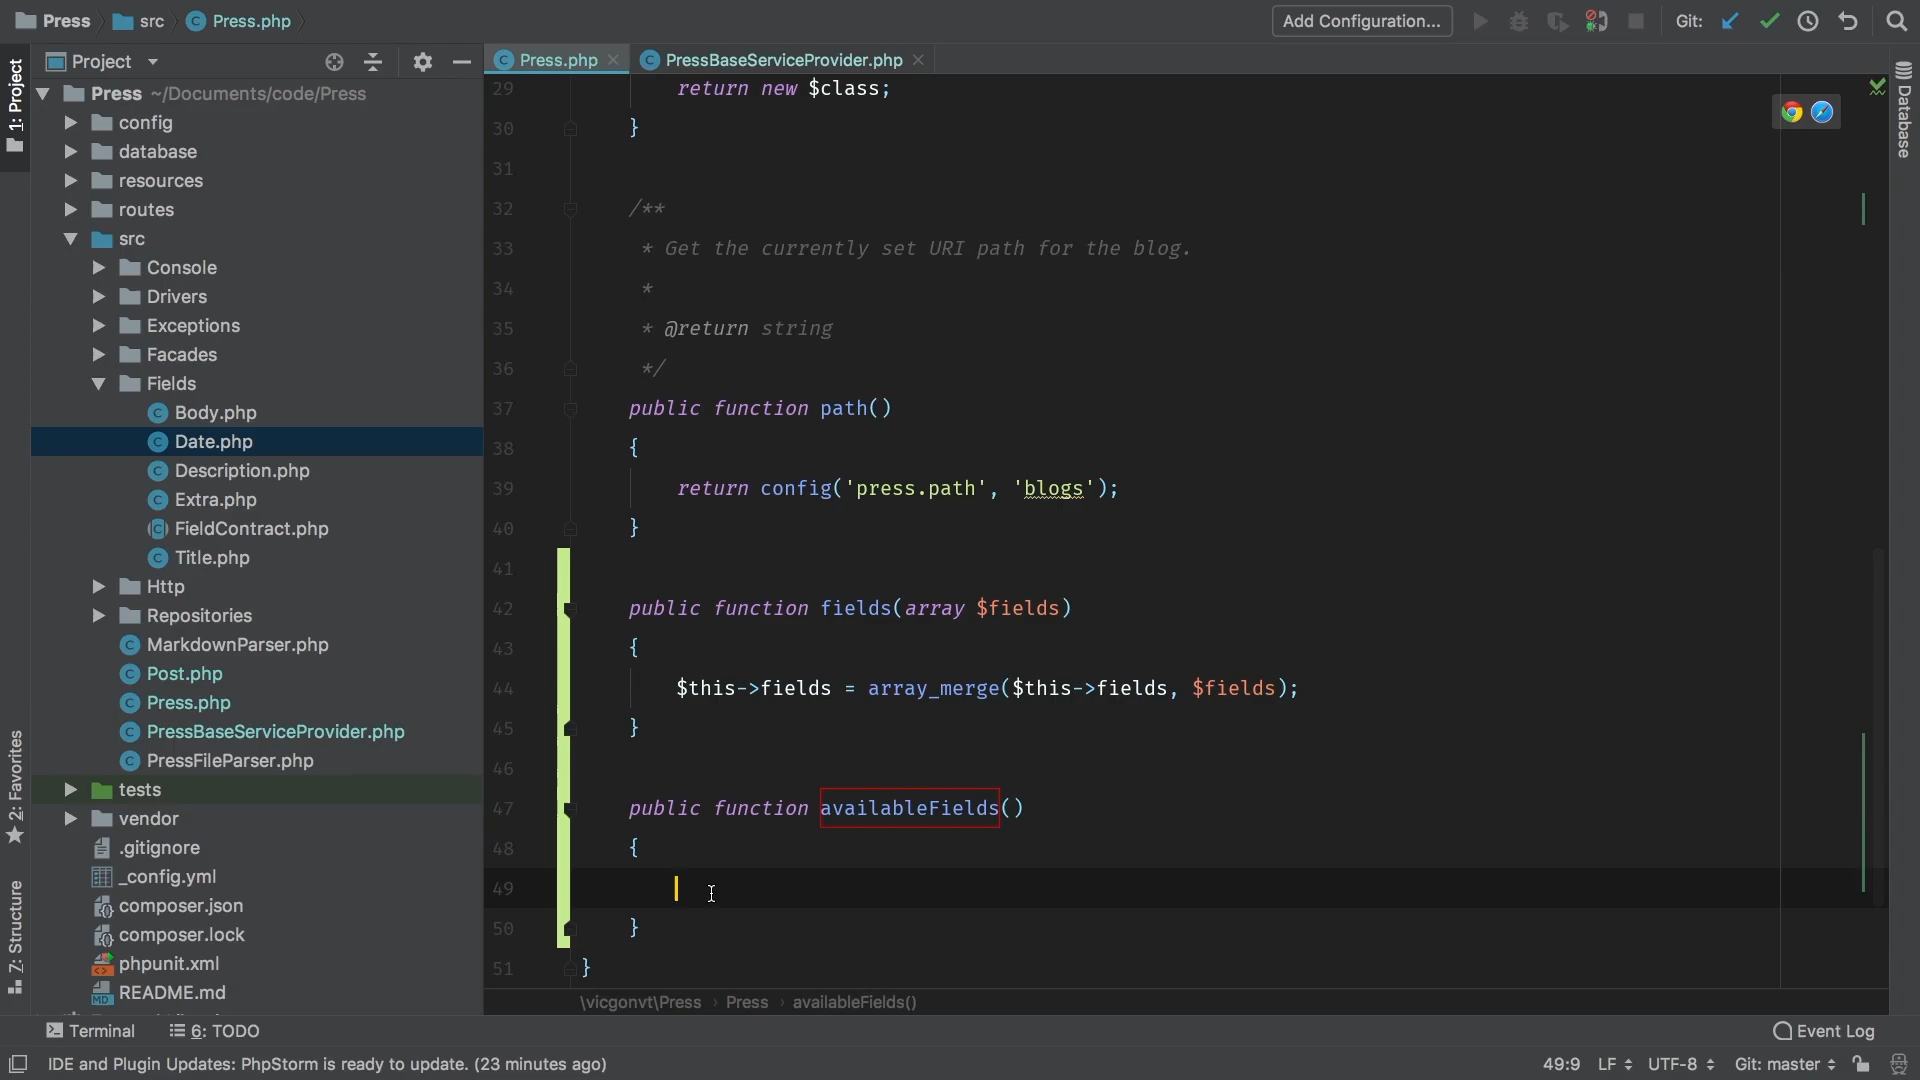 Press src Press.php Add Configuration... Git:
1: Project
Project
Press ~/Documents/code/Press
config
database
resources
routes
src
Console
Drivers
Exceptions
Facades
Fields
Body.php
Date.php
Description.php
Extra.php
FieldContract.php
Title.php
Http
Repositories
MarkdownParser.php
Post.php
Press.php
PressBaseServiceProvider.php
PressFileParser.php
tests
vendor
.gitignore
_config.yml
composer.json
composer.lock
phpunit.xml
README.md
2: Favorites
Z: Structure
Press.php PressBaseServiceProvider.php
29 return new $class;
30 }
31
32 /**
33 * Get the currently set URI path for the blog.
34 *
35 * @return string
36 */
37 public function path()
38 {
39 return config('press.path', 'blogs');
40 }
41
42 public function fields(array $fields)
43 {
44 $this->fields = array_merge($this->fields, $fields);
45 }
46
47 public function availableFields()
48 {
49
50 }
51 }
\vicgonvt\Press › Press › availableFields()
Database
Terminal 6: TODO Event Log
IDE and Plugin Updates: PhpStorm is ready to update. (23 minutes ago) 49:9 LF UTF-8 Git: master